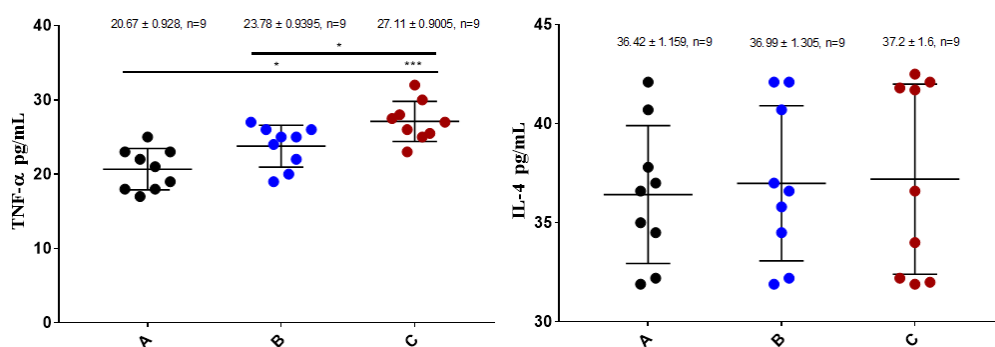 20.67 ± 0.928, n=9 23.78 ± 0.9395, n=9 27.11 ± 0.9005, n=9
*
* ***
TNF-α pg/mL
40
30
20
10
0
A B C
36.42 ± 1.159, n=9 36.99 ± 1.305, n=9 37.2 ± 1.6, n=9
IL-4 pg/mL
45
40
35
30
A B C